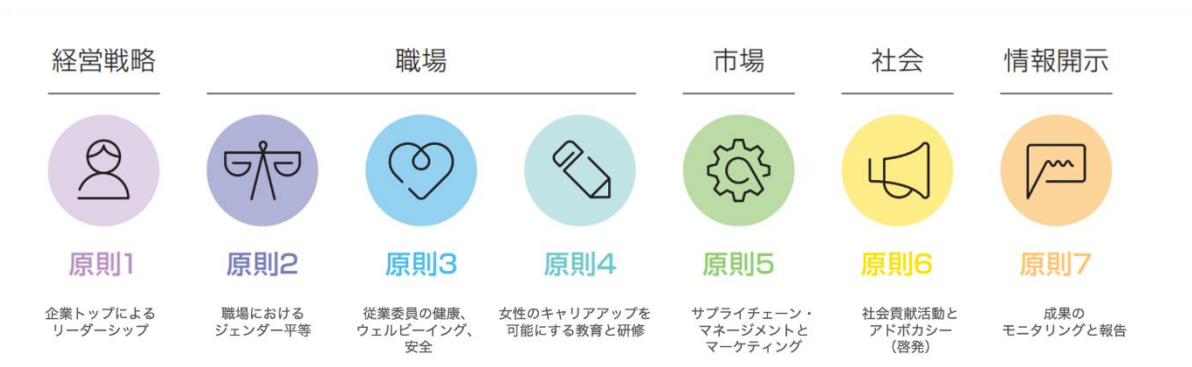 経営戦略
職場
市場
社会
情報開示
原則1
原則2
原則3
原則4
原則5
原則6
原則7
企業トップによる
リーダーシップ
職場における
ジェンダー平等
従業委員の健康、
ウェルビーイング、
安全
女性のキャリアアップを
可能にする教育と研修
サプライチェーン・
マネージメントと
マーケティング
社会貢献活動と
アドボカシー
（啓発）
成果の
モニタリングと報告